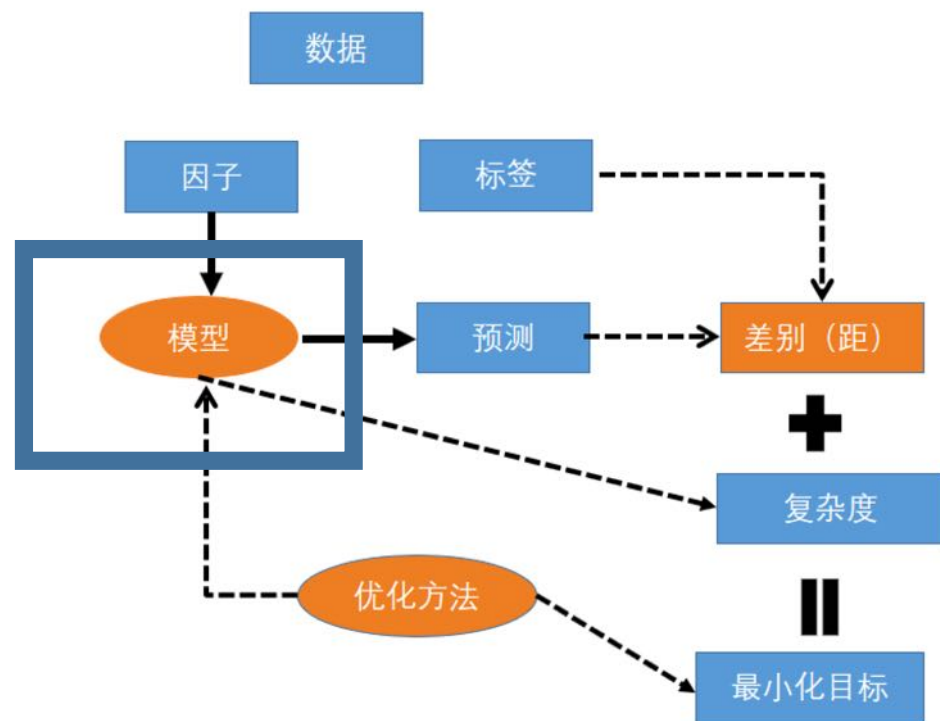 数据
因子
标签
模型
预测
差别（距）
复杂度
优化方法
最小化目标